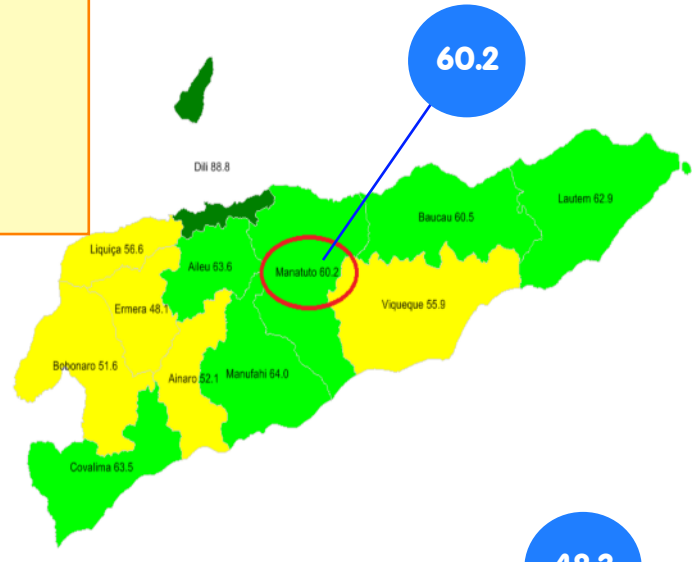 60.2
Dili 88.8
Lautem 62.9
Baucau 60.5
Liquiça 56.6
Aileu 63.6
Manatuto 60.2
Ermera 48.1
Viqueque 55.9
Bobonaro 51.6
Ainaro 52.1
Manufahi 64.0
Covalima 63.5